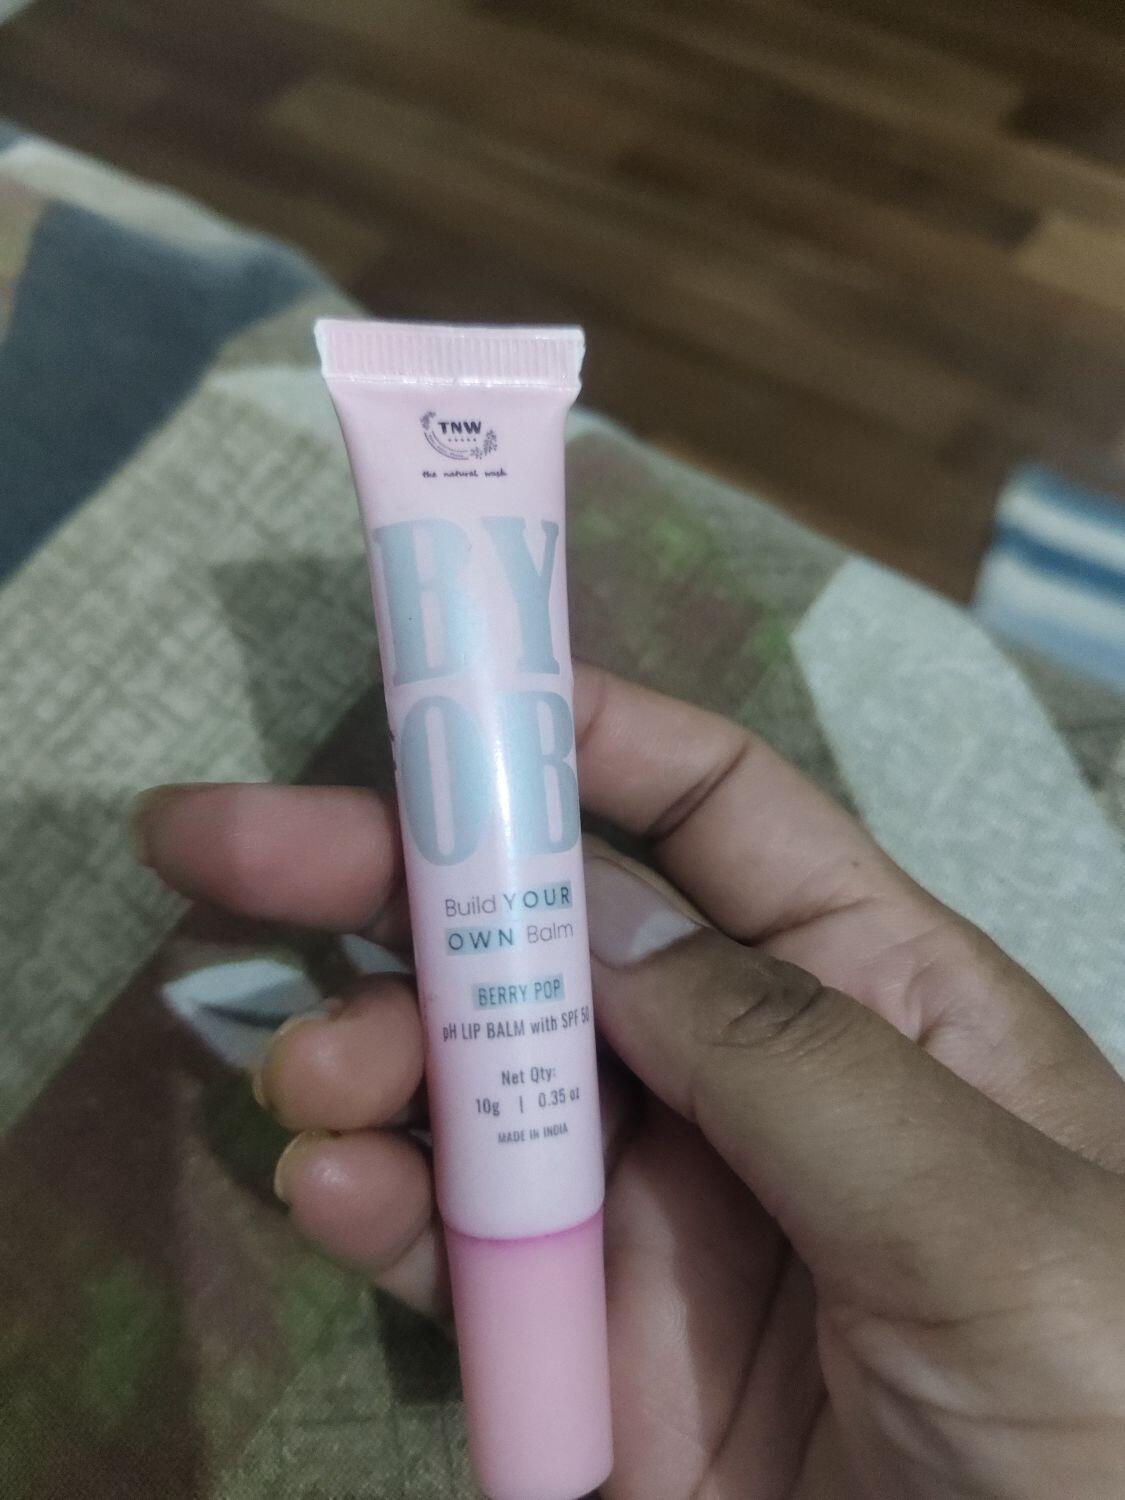 TNW
the natural wash
BY
OB
Build YOUR
OWN Balm
BERRY POP
pH LIP BALM with SPF 50
Net Qty:
10g | 0.35 oz
MADE IN INDIA